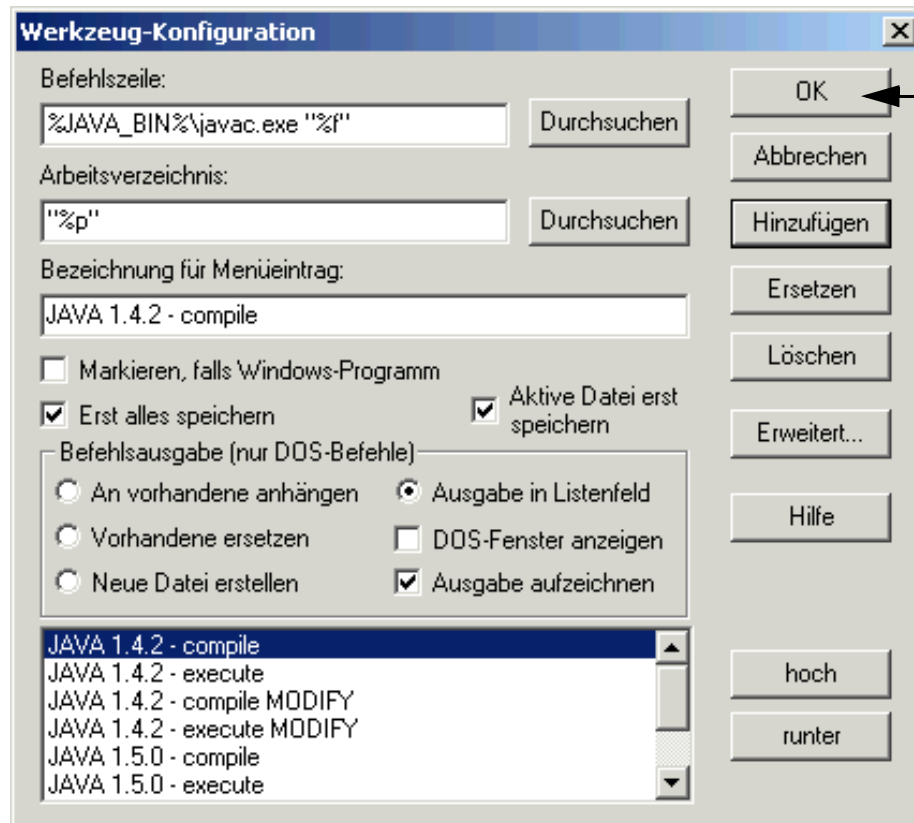 Werkzeug-Konfiguration
Befehlszeile:
%JAVA_BIN%\javac.exe "%f"
Durchsuchen
OK
Abbrechen
Arbeitsverzeichnis:
"%p"
Durchsuchen
Hinzufügen
Bezeichnung für Menüeintrag:
JAVA 1.4.2 - compile
Ersetzen
Löschen
Markieren, falls Windows-Programm
Erst alles speichern
Aktive Datei erst
speichern
Erweitert...
Befehlsausgabe (nur DOS-Befehle)
An vorhandene anhängen
Ausgabe in Listenfeld
Vorhandene ersetzen
DOS-Fenster anzeigen
Neue Datei erstellen
Ausgabe aufzeichnen
Hilfe
JAVA 1.4.2 - compile
JAVA 1.4.2 - execute
JAVA 1.4.2 - compile MODIFY
JAVA 1.4.2 - execute MODIFY
JAVA 1.5.0 - compile
JAVA 1.5.0 - execute
hoch
runter